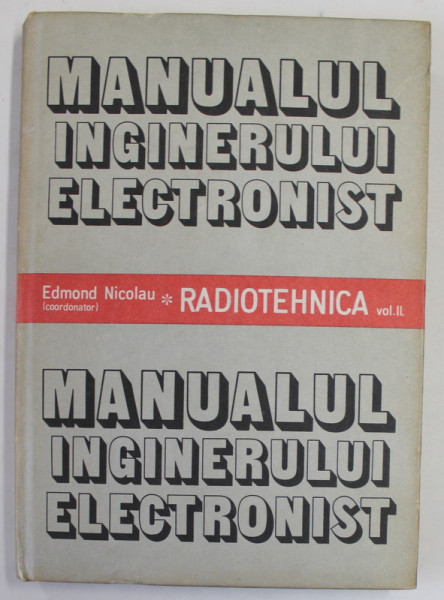 MANUALUL
INGINERULUI
ELECTRONIST
Edmond Nicolau * RADIOTEHNICA vol.II.
(coordonator)
MANUALUL
INGINERULUI
ELECTRONIST